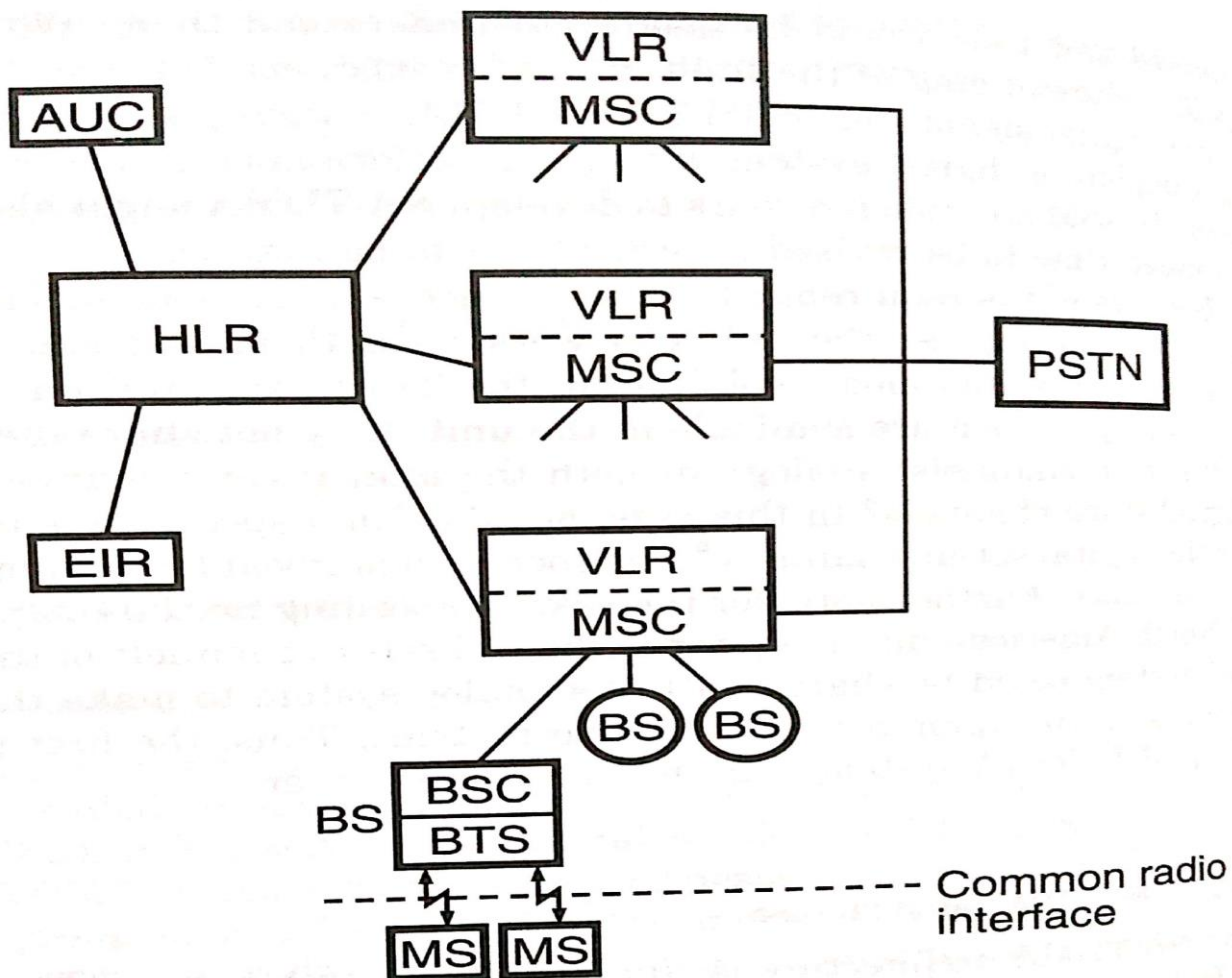 VLR
MSC
AUC
HLR
VLR
MSC
PSTN
EIR
VLR
MSC
BS
BS
BS
BSC
BTS
Common radio
interface
MS
MS